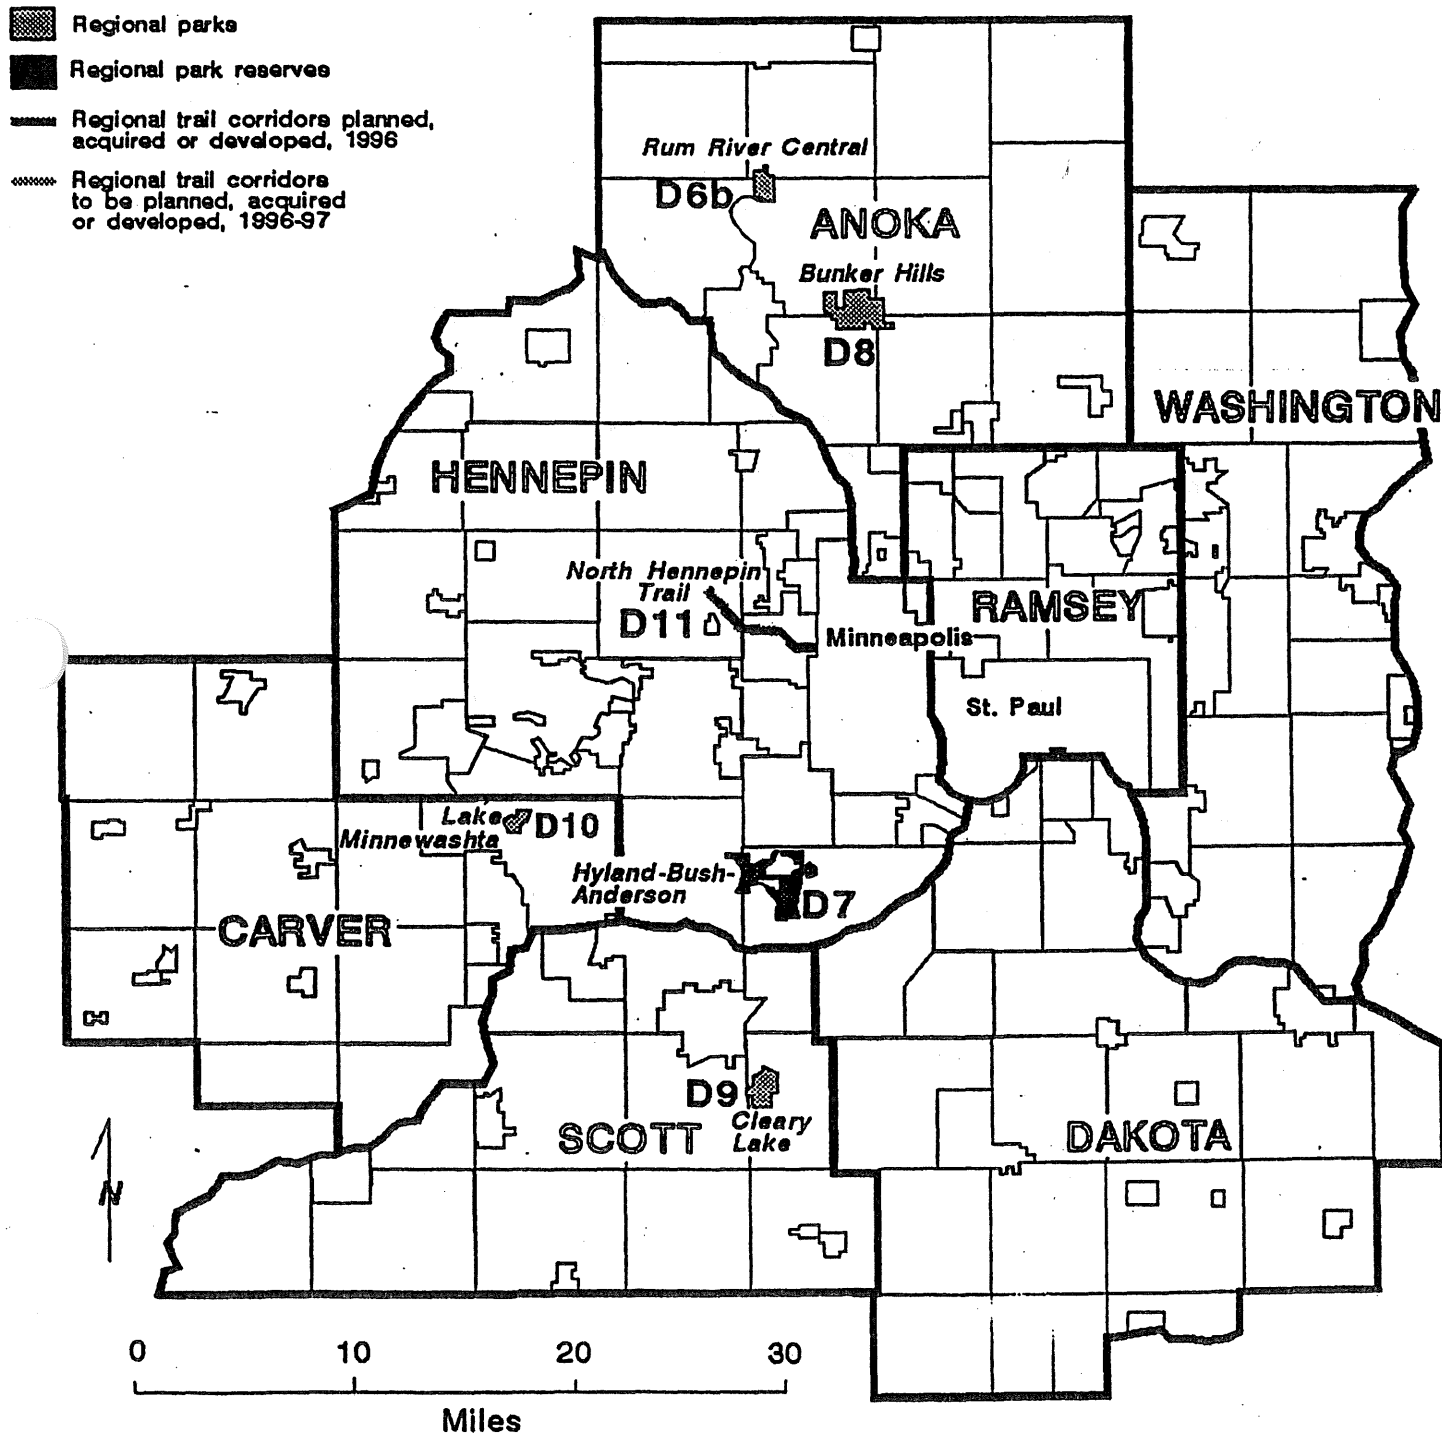 Regional parks
Regional park reserves
Regional trail corridors planned,
acquired or developed, 1996
Regional trail corridors
to be planned, acquired
or developed, 1996-97
Rum River Central
D6b
ANOKA
Bunker Hills
D8
WASHINGTON
HENNEPIN
North Hennepin
Trail
D11
RAMSEY
Minneapolis
St. Paul
Lake
Minnewashta
D10
Hyland-Bush-
Anderson
D7
CARVER
D9
Cleary
Lake
SCOTT
DAKOTA
N
0 10 20 30
Miles